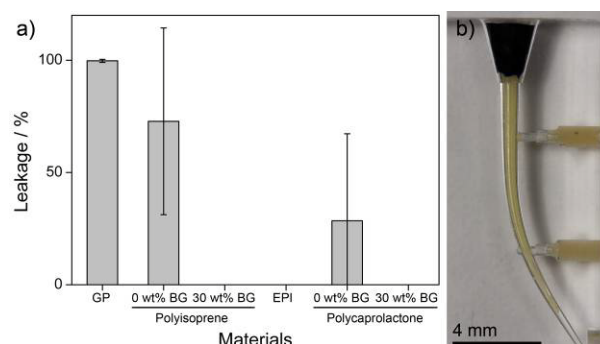 a)
100
50
0
Leakage / %
GP
0 wt% BG
30 wt% BG
EPI
0 wt% BG
30 wt% BG
Polyisoprene
Polycaprolactone
Materials
b)
4 mm